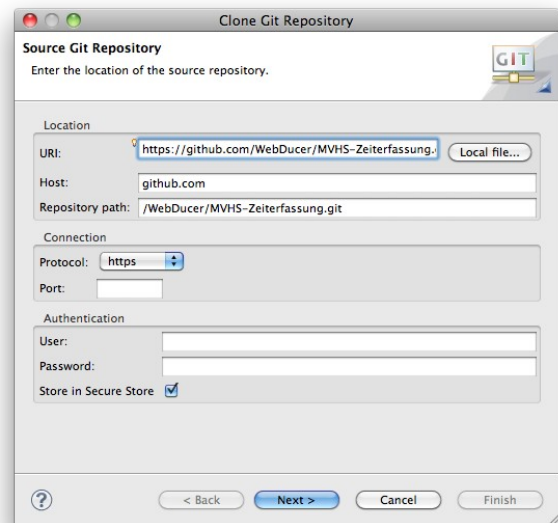 Clone Git Repository
Source Git Repository
Enter the location of the source repository.
GIT
Location
URI: https://github.com/WebDucer/MVHS-Zeiterfassung. Local file...
Host: github.com
Repository path: /WebDucer/MVHS-Zeiterfassung.git
Connection
Protocol: https
Port:
Authentication
User:
Password:
Store in Secure Store
? < Back Next > Cancel Finish